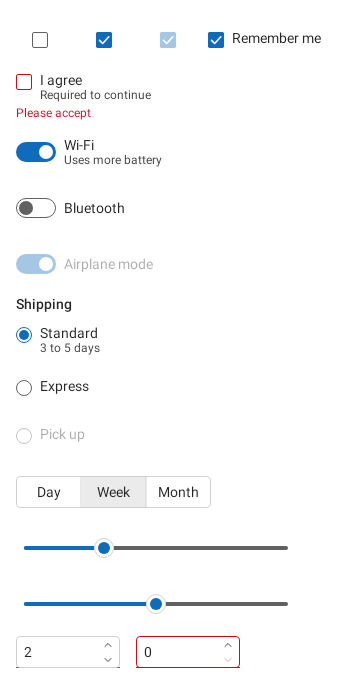 Remember me
I agree
Required to continue
Please accept
Wi-Fi
Uses more battery
Bluetooth
Airplane mode
Shipping
Standard
3 to 5 days
Express
Pick up
Day Week Month
2 0